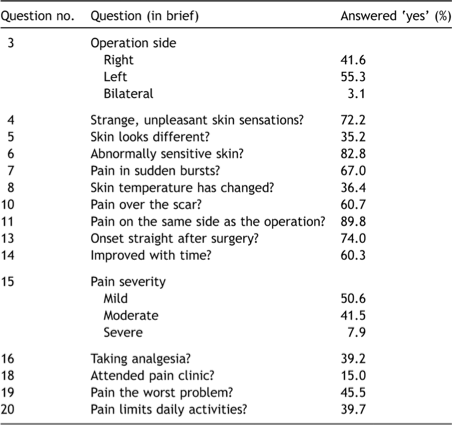 Question no. Question (in brief) Answered ‘yes’ (%)
3 Operation side
Right 41.6
Left 55.3
Bilateral 3.1
4 Strange, unpleasant skin sensations? 72.2
5 Skin looks different? 35.2
6 Abnormally sensitive skin? 82.8
7 Pain in sudden bursts? 67.0
8 Skin temperature has changed? 36.4
10 Pain over the scar? 60.7
11 Pain on the same side as the operation? 89.8
13 Onset straight after surgery? 74.0
14 Improved with time? 60.3
15 Pain severity
Mild 50.6
Moderate 41.5
Severe 7.9
16 Taking analgesia? 39.2
18 Attended pain clinic? 15.0
19 Pain the worst problem? 45.5
20 Pain limits daily activities? 39.7